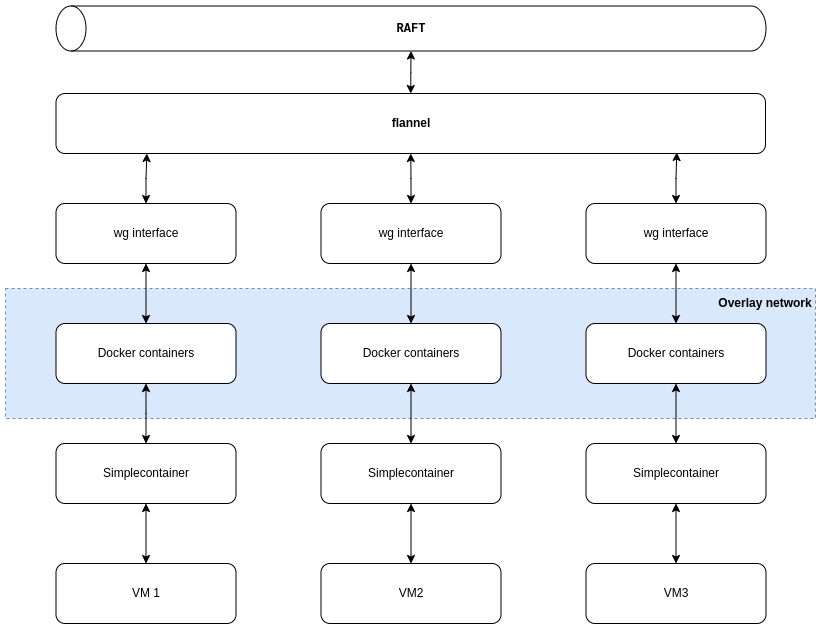 RAFT
flannel
wg interface
wg interface
wg interface
Overlay network
Docker containers
Docker containers
Docker containers
Simplecontainer
Simplecontainer
Simplecontainer
VM 1
VM2
VM3